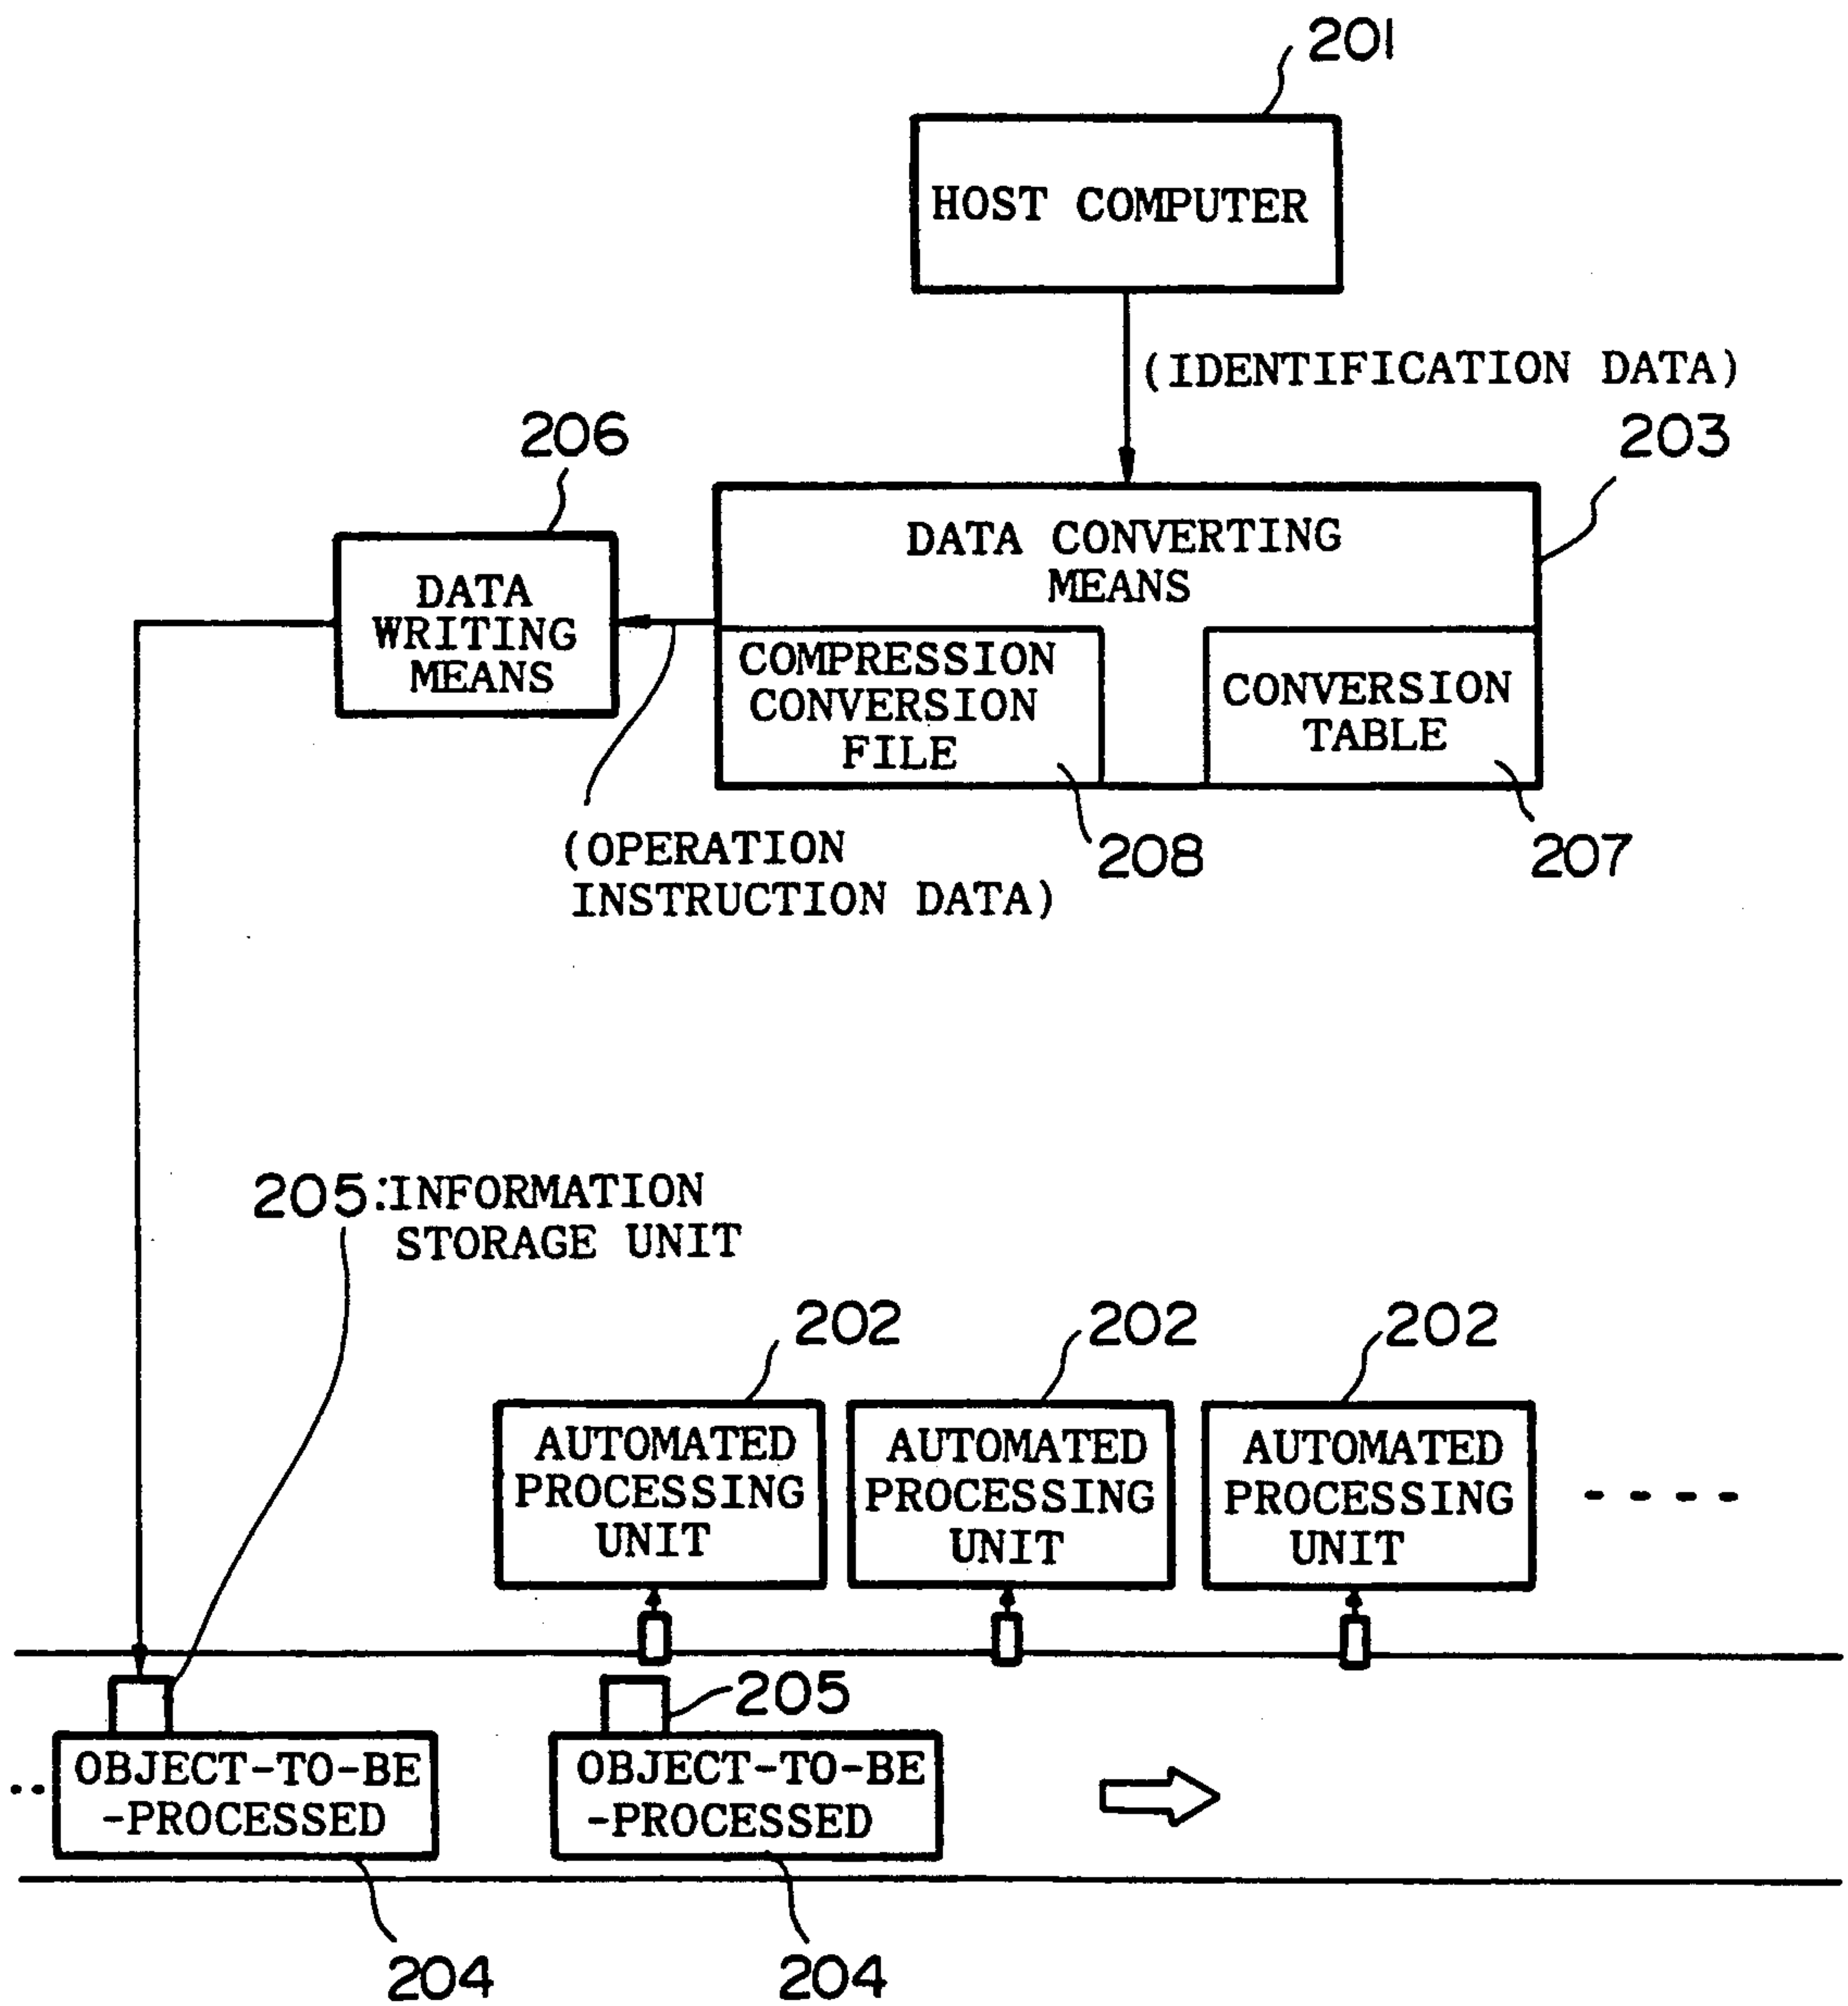 201
HOST COMPUTER
(IDENTIFICATION DATA)
203
206
DATA CONVERTING
MEANS
DATA
WRITING
MEANS
COMPRESSION
CONVERSION
FILE
CONVERSION
TABLE
208
207
(OPERATION
INSTRUCTION DATA)
205:INFORMATION
STORAGE UNIT
202
202
202
AUTOMATED
PROCESSING
UNIT
AUTOMATED
PROCESSING
UNIT
AUTOMATED
PROCESSING
UNIT
205
OBJECT-TO-BE
-PROCESSED
OBJECT-TO-BE
-PROCESSED
204
204